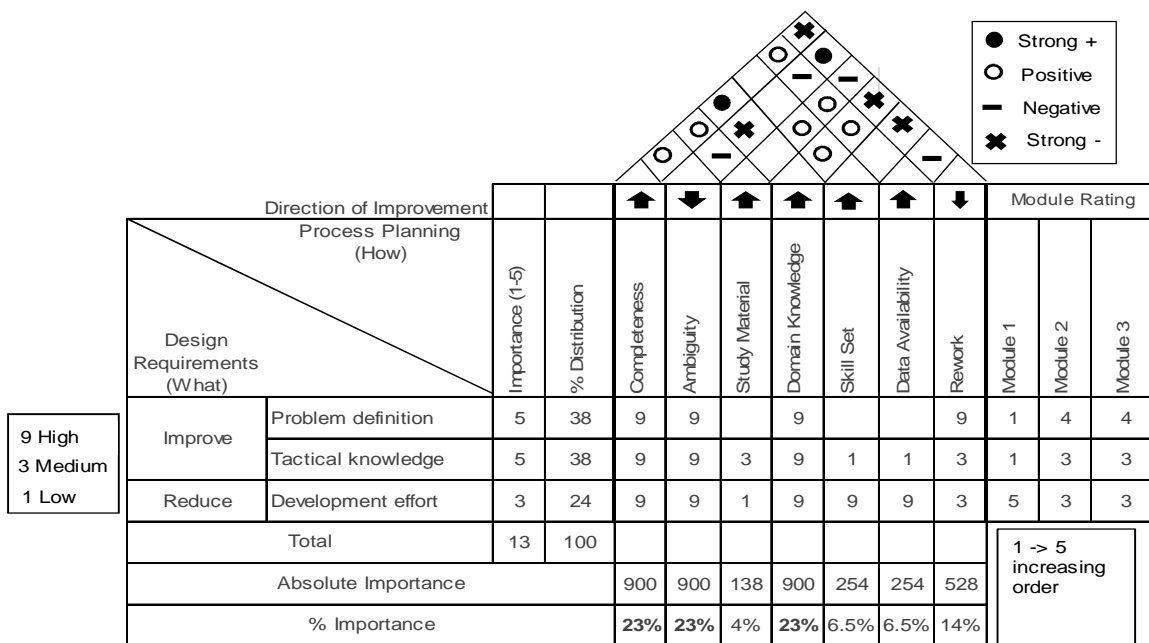 Strong +
Positive
Negative
Strong -
Direction of Improvement
Module Rating
Process Planning
(How)
Design
Requirements
(What)
Importance (1-5)
% Distribution
Completeness
Ambiguity
Study Material
Domain Knowledge
Skill Set
Data Availability
Rework
Module 1
Module 2
Module 3
9 High
3 Medium
1 Low
Improve
Problem definition 5 38 9 9 9 9 1 4 4
Tactical knowledge 5 38 9 9 3 9 1 1 3 1 3 3
Reduce Development effort 3 24 9 9 1 9 9 9 3 5 3 3
Total 13 100
Absolute Importance 900 900 138 900 254 254 528
% Importance 23% 23% 4% 23% 6.5% 6.5% 14%
1 -> 5
increasing
order